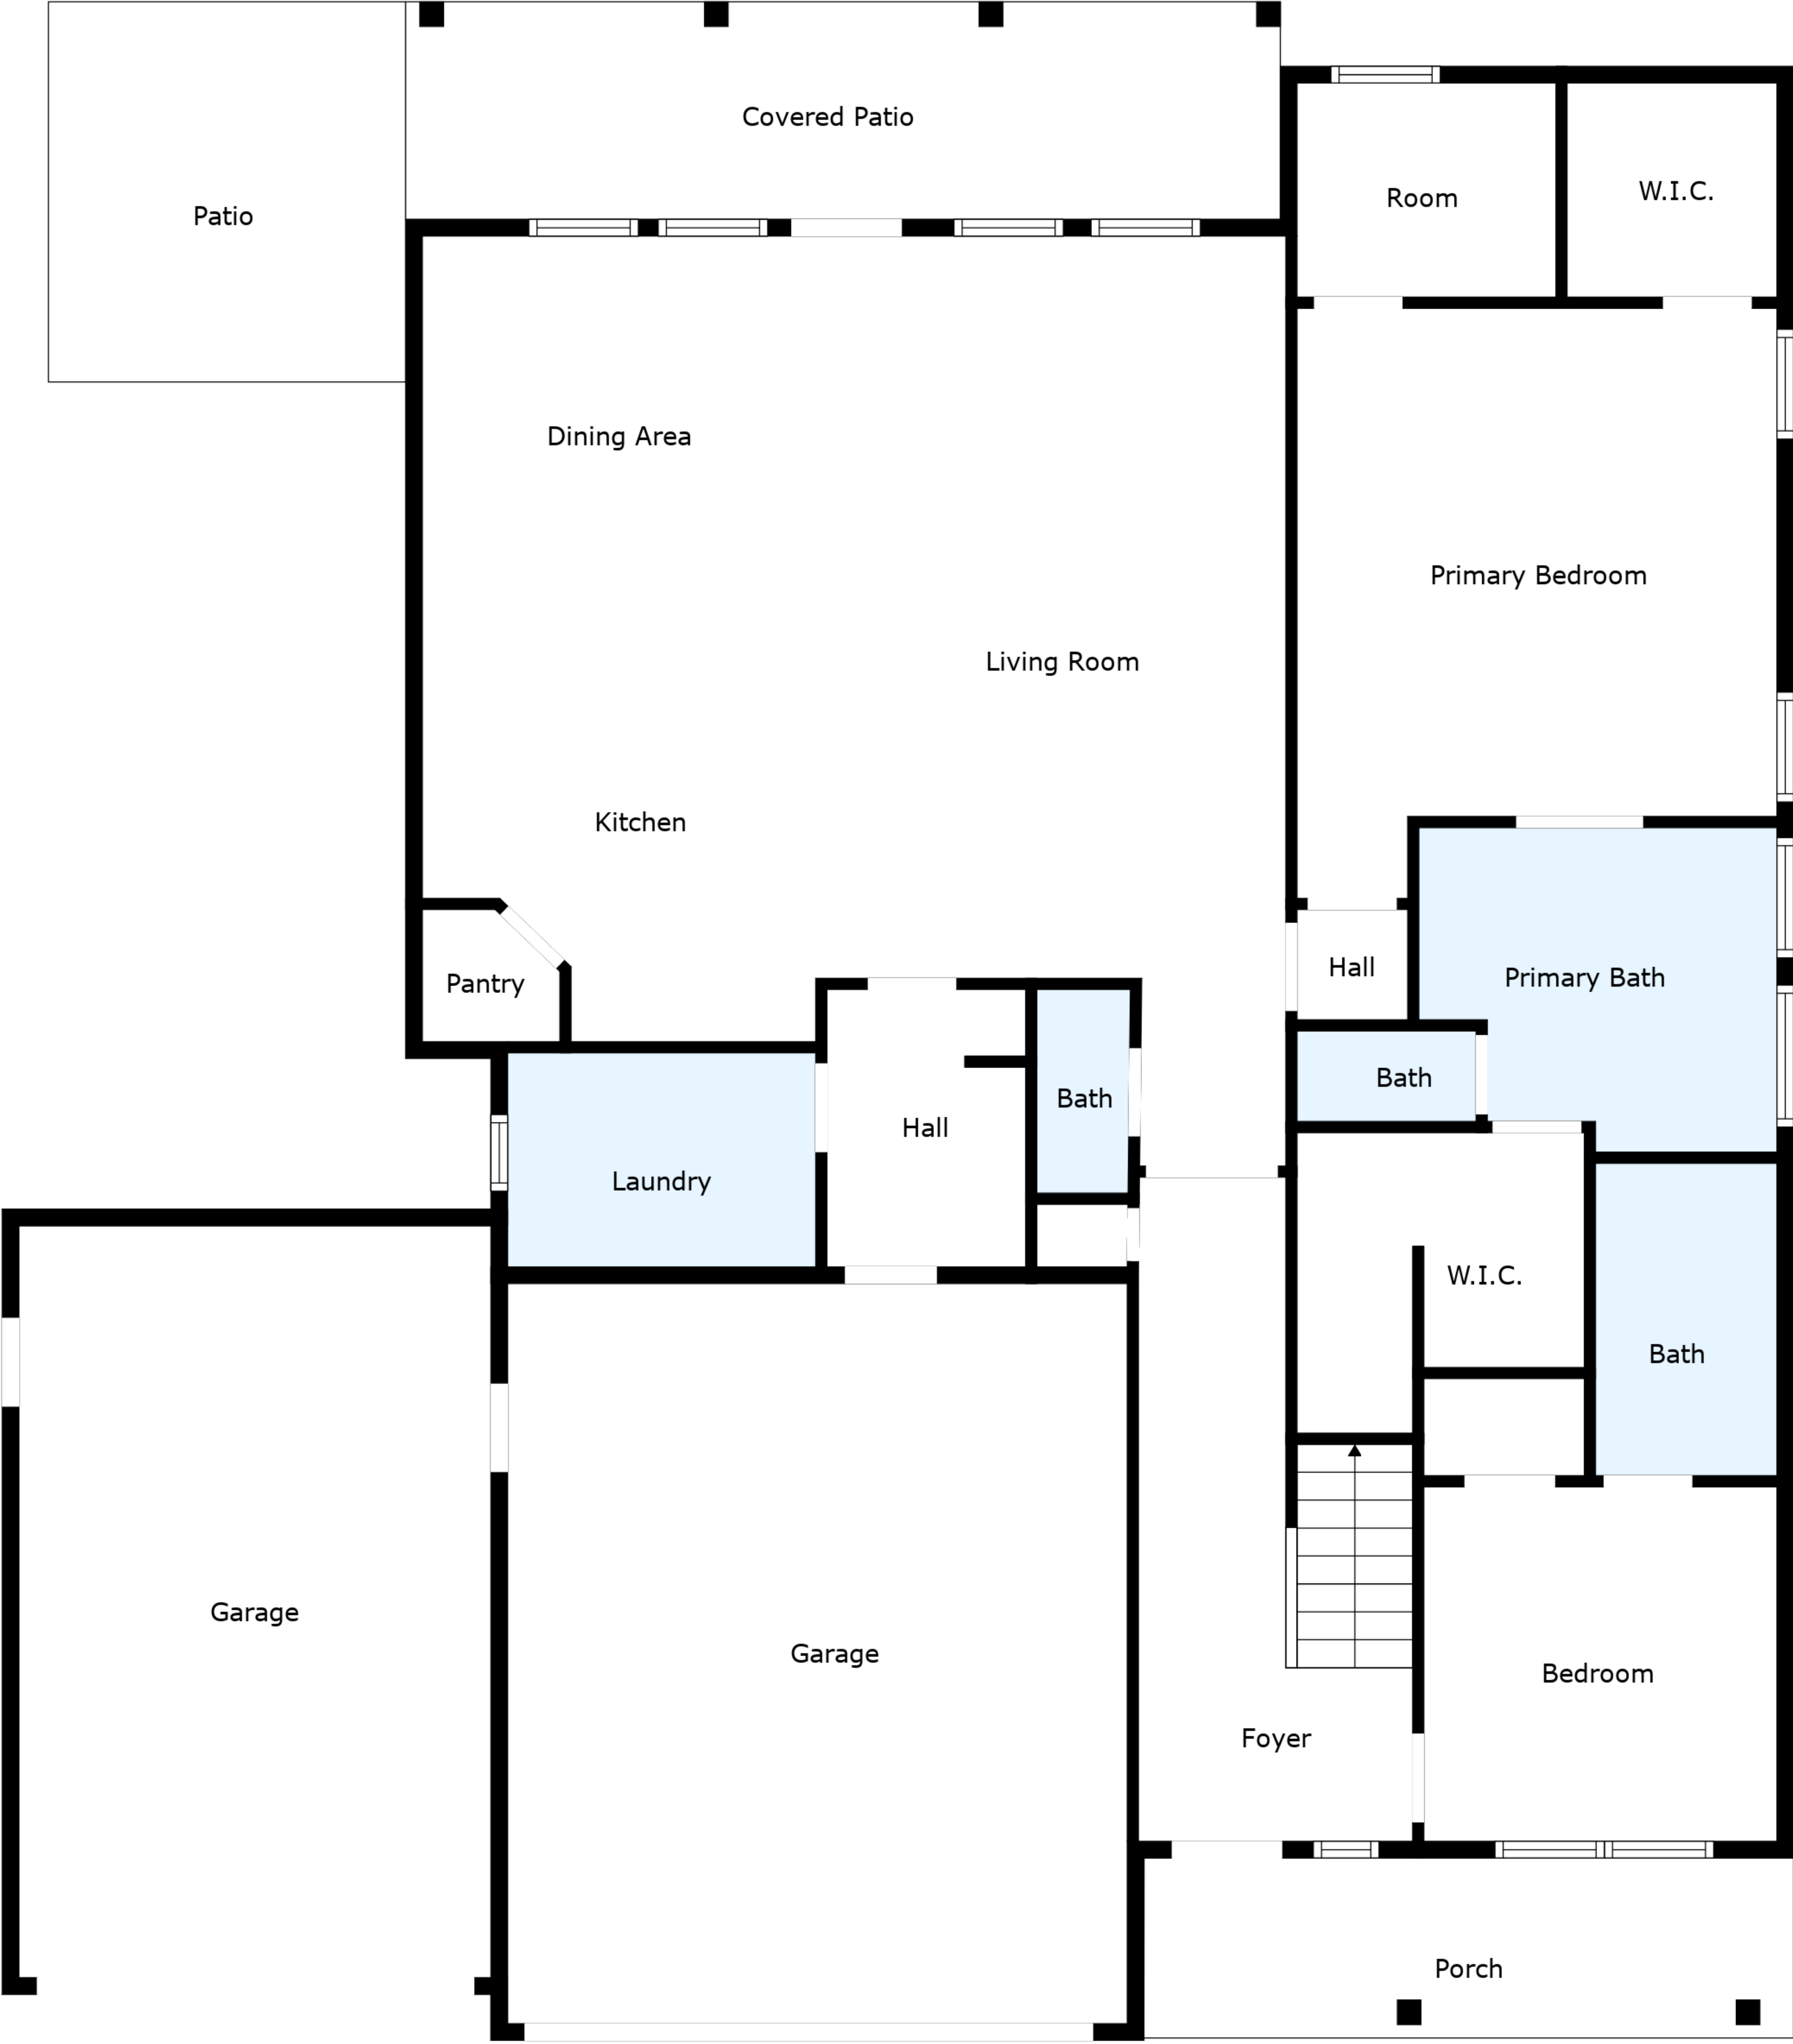 Covered Patio
Patio
Room
W.I.C.
Dining Area
Primary Bedroom
Living Room
Kitchen
Hall
Primary Bath
Pantry
Bath
Bath
Hall
Laundry
W.I.C.
Bath
Garage
Garage
Bedroom
Foyer
Porch